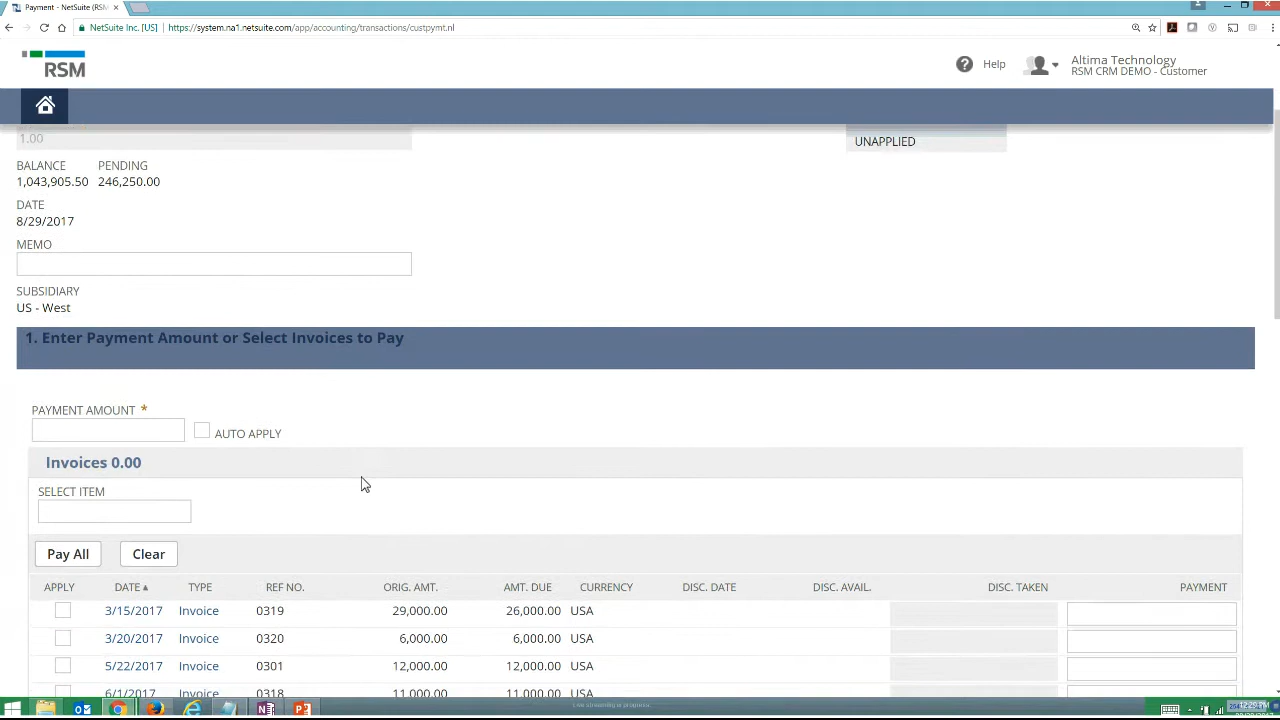 Payment - NetSuite (RSM
NetSuite Inc. [US] https://system.na1.netsuite.com/app/accounting/transactions/custpymt.nl
RSM
Help
Altima Technology
RSM CRM DEMO - Customer
1.00
UNAPPLIED
BALANCE PENDING
1,043,905.50 246,250.00
DATE
8/29/2017
MEMO
SUBSIDIARY
US - West
1. Enter Payment Amount or Select Invoices to Pay
PAYMENT AMOUNT *
AUTO APPLY
Invoices 0.00
SELECT ITEM
Pay All Clear
APPLY DATE▲ TYPE REF NO. ORIG. AMT. AMT. DUE CURRENCY DISC. DATE DISC. AVAIL. DISC. TAKEN PAYMENT
3/15/2017 Invoice 0319 29,000.00 26,000.00 USA
3/20/2017 Invoice 0320 6,000.00 6,000.00 USA
5/22/2017 Invoice 0301 12,000.00 12,000.00 USA
6/1/2017 Invoice 0318 11,000.00 11,000.00 USA